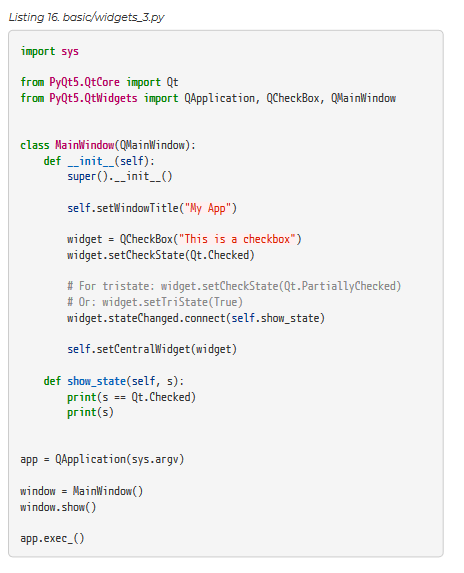 Listing 16. basic/widgets_3.py
import sys
from PyQt5.QtCore import Qt
from PyQt5.QtWidgets import QApplication, QCheckBox, QMainWindow
class MainWindow(QMainWindow):
    def __init__(self):
        super().__init__()
        self.setWindowTitle("My App")
        widget = QCheckBox("This is a checkbox")
        widget.setCheckState(Qt.Checked)
        # For tristate: widget.setCheckState(Qt.PartiallyChecked)
        # Or: widget.setTriState(True)
        widget.stateChanged.connect(self.show_state)
        self.setCentralWidget(widget)
    def show_state(self, s):
        print(s == Qt.Checked)
        print(s)
app = QApplication(sys.argv)
window = MainWindow()
window.show()
app.exec_()